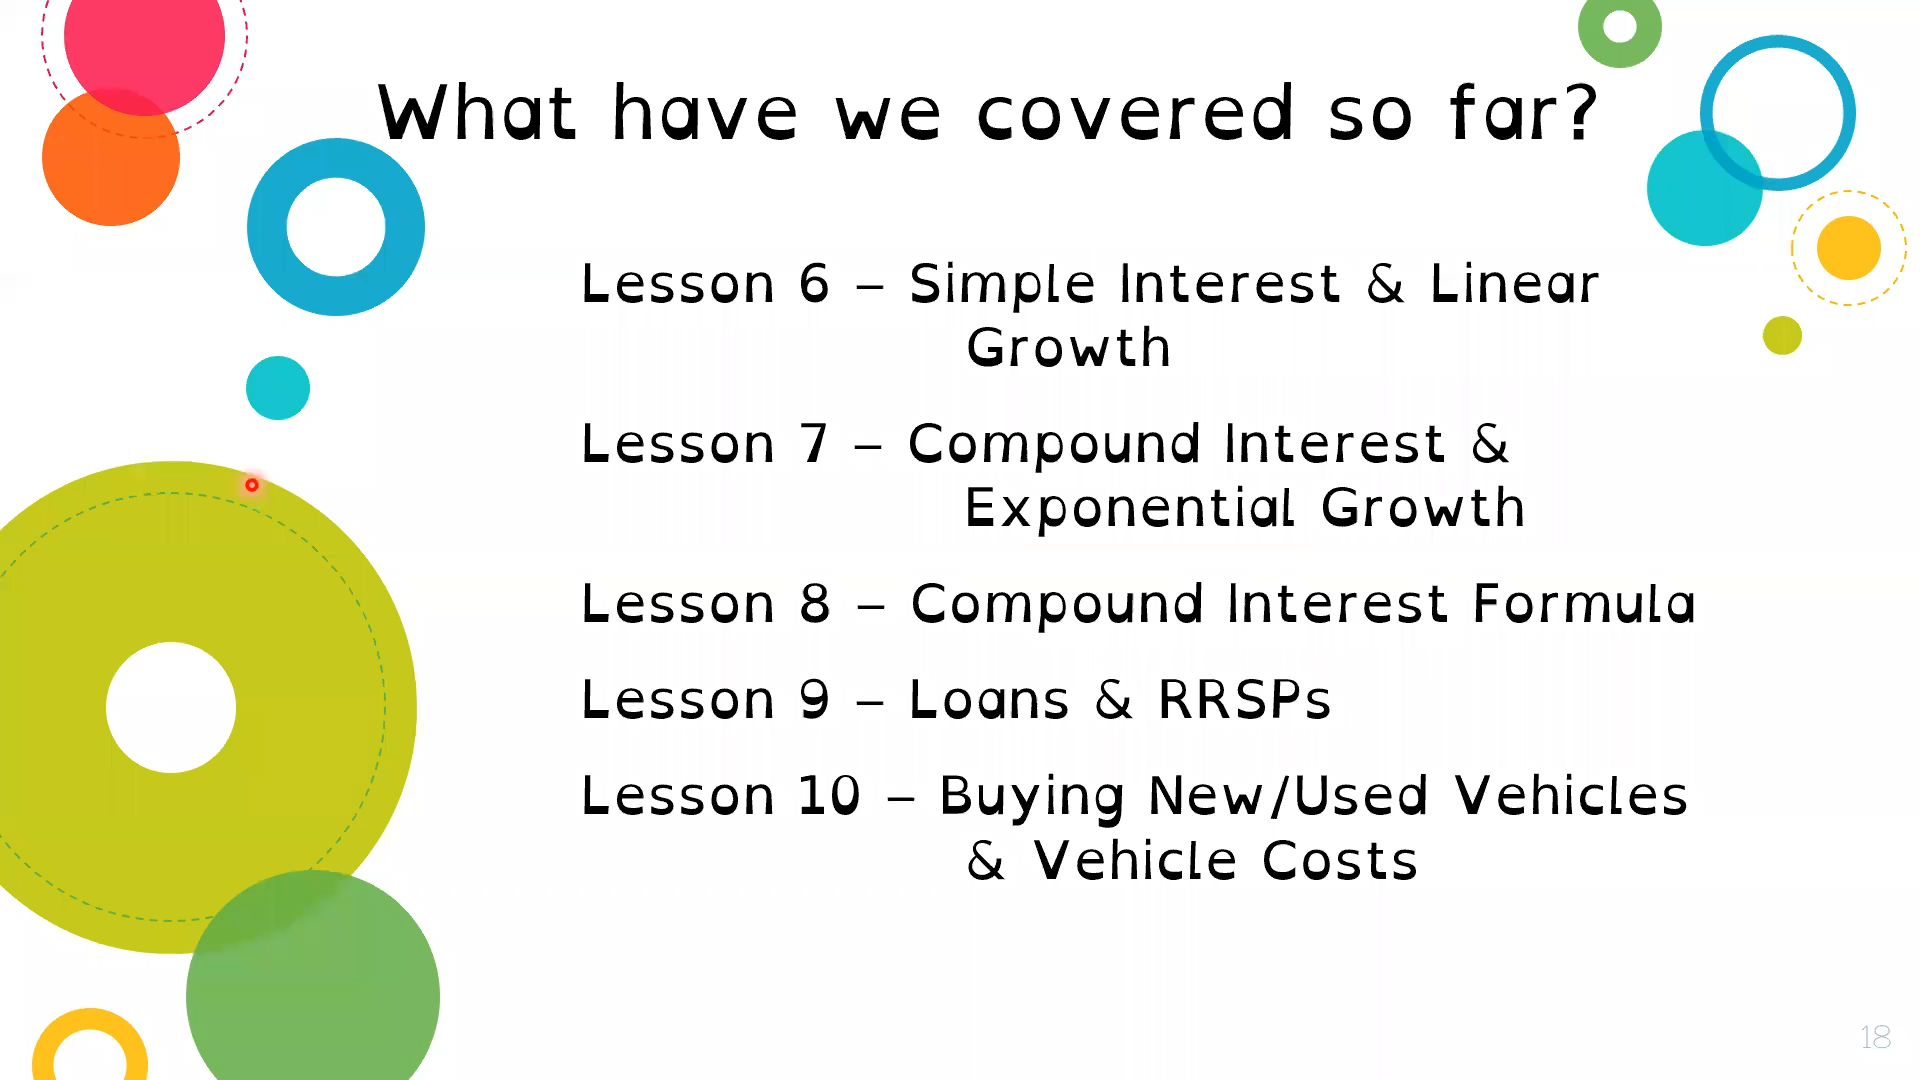 What have we covered so far?
Lesson 6 – Simple Interest & Linear
Growth
Lesson 7 – Compound Interest &
Exponential Growth
Lesson 8 – Compound Interest Formula
Lesson 9 – Loans & RRSPs
Lesson 10 – Buying New/Used Vehicles
& Vehicle Costs
18